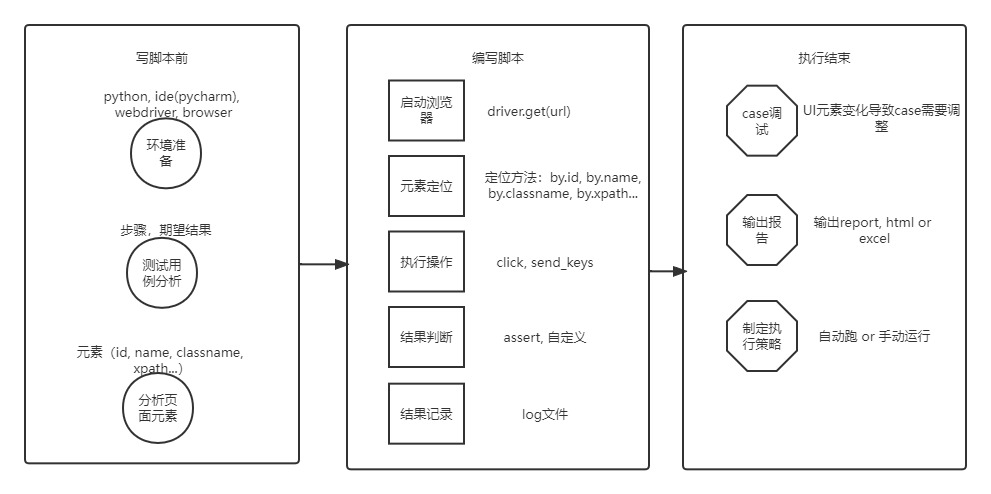 写脚本前
python, ide(pycharm),
webdriver, browser
环境准
备
步骤，期望结果
测试用
例分析
元素（id, name, classname,
xpath...）
分析页
面元素
编写脚本
启动浏览
器
driver.get(url)
元素定位
定位方法：by.id, by.name,
by.classname, by.xpath...
执行操作
click, send_keys
结果判断
assert, 自定义
结果记录
log文件
执行结束
case调
试
UI元素变化导致case需要调
整
输出报
告
输出report, html or
excel
制定执
行策略
自动跑 or 手动运行